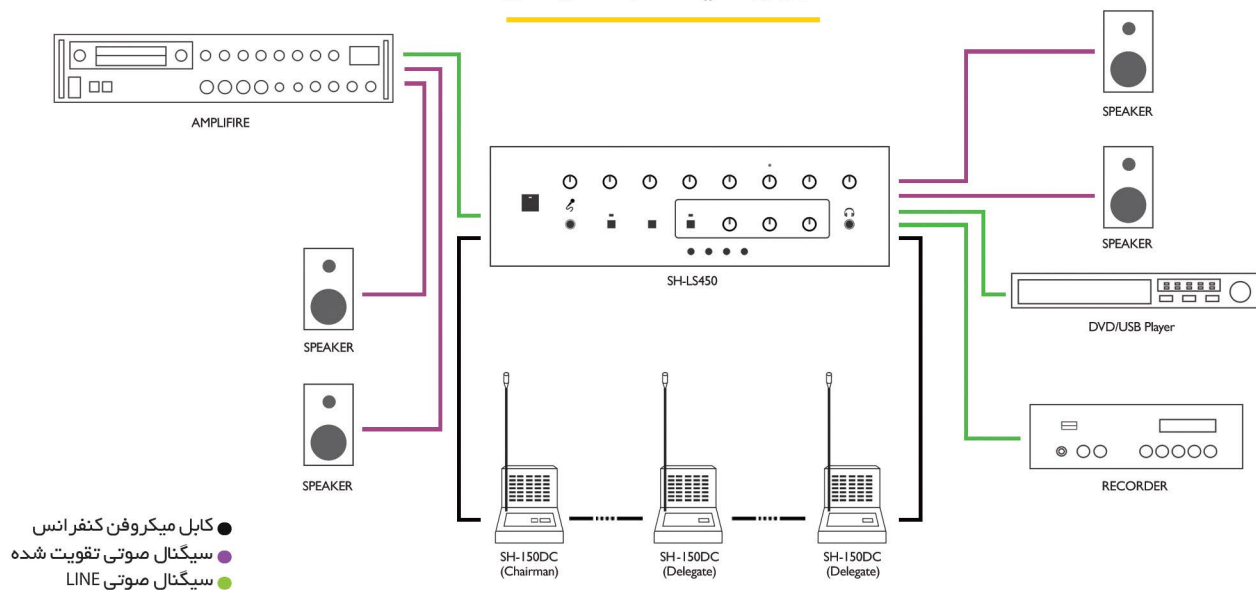 AMPLIFIRE
SPEAKER
SPEAKER
SH-LS450
DVD/USB Player
SPEAKER
SPEAKER
RECORDER
SH-150DC
(Chairman)
SH-150DC
(Delegate)
SH-150DC
(Delegate)
کابل میکروفن کنفرانس
سیگنال صوتی تقویت شده
سیگنال صوتی LINE